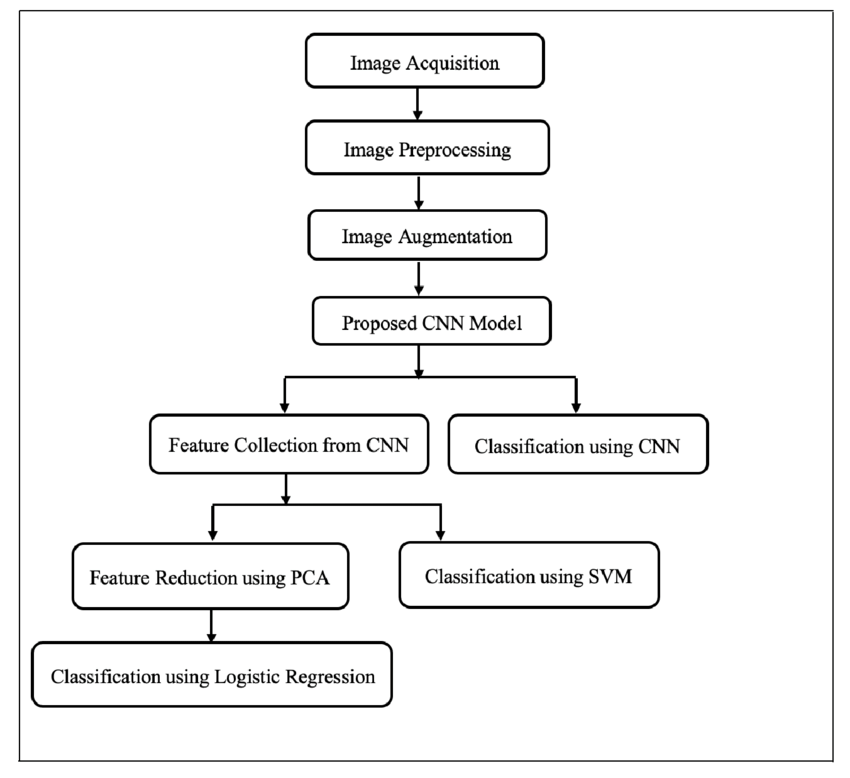 Image Acquisition
Image Preprocessing
Image Augmentation
Proposed CNN Model
Feature Collection from CNN
Classification using CNN
Feature Reduction using PCA
Classification using SVM
Classification using Logistic Regression